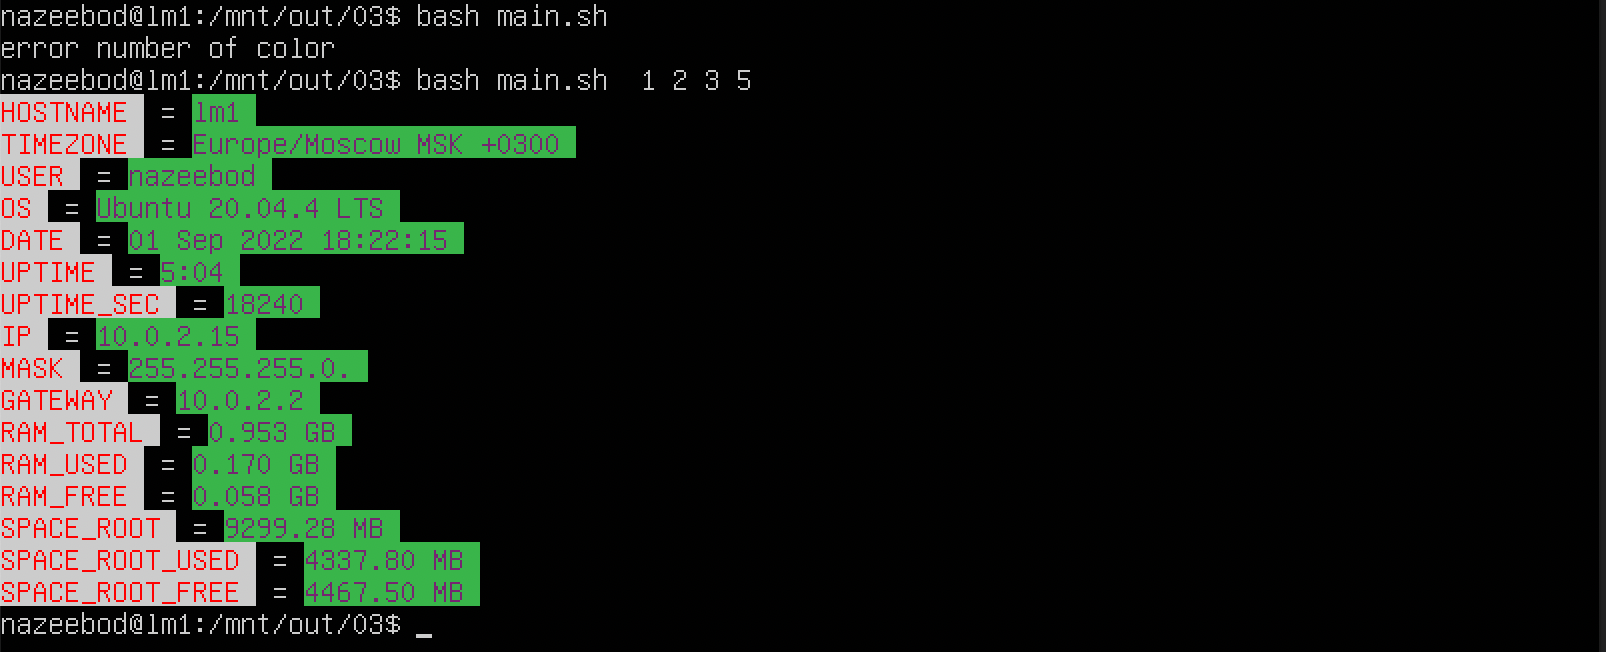 nazeebod@lm1:/mnt/out/03$ bash main.sh
error number of color
nazeebod@lm1:/mnt/out/03$ bash main.sh  1 2 3 5
HOSTNAME  = lm1
TIMEZONE  = Europe/Moscow MSK +0300
USER  = nazeebod
OS  = Ubuntu 20.04.4 LTS
DATE  = 01 Sep 2022 18:22:15
UPTIME  = 5:04
UPTIME_SEC  = 18240
IP  = 10.0.2.15
MASK  = 255.255.255.0.
GATEWAY  = 10.0.2.2
RAM_TOTAL  = 0.953 GB
RAM_USED  = 0.170 GB
RAM_FREE  = 0.058 GB
SPACE_ROOT  = 9299.28 MB
SPACE_ROOT_USED  = 4337.80 MB
SPACE_ROOT_FREE  = 4467.50 MB
nazeebod@lm1:/mnt/out/03$ _